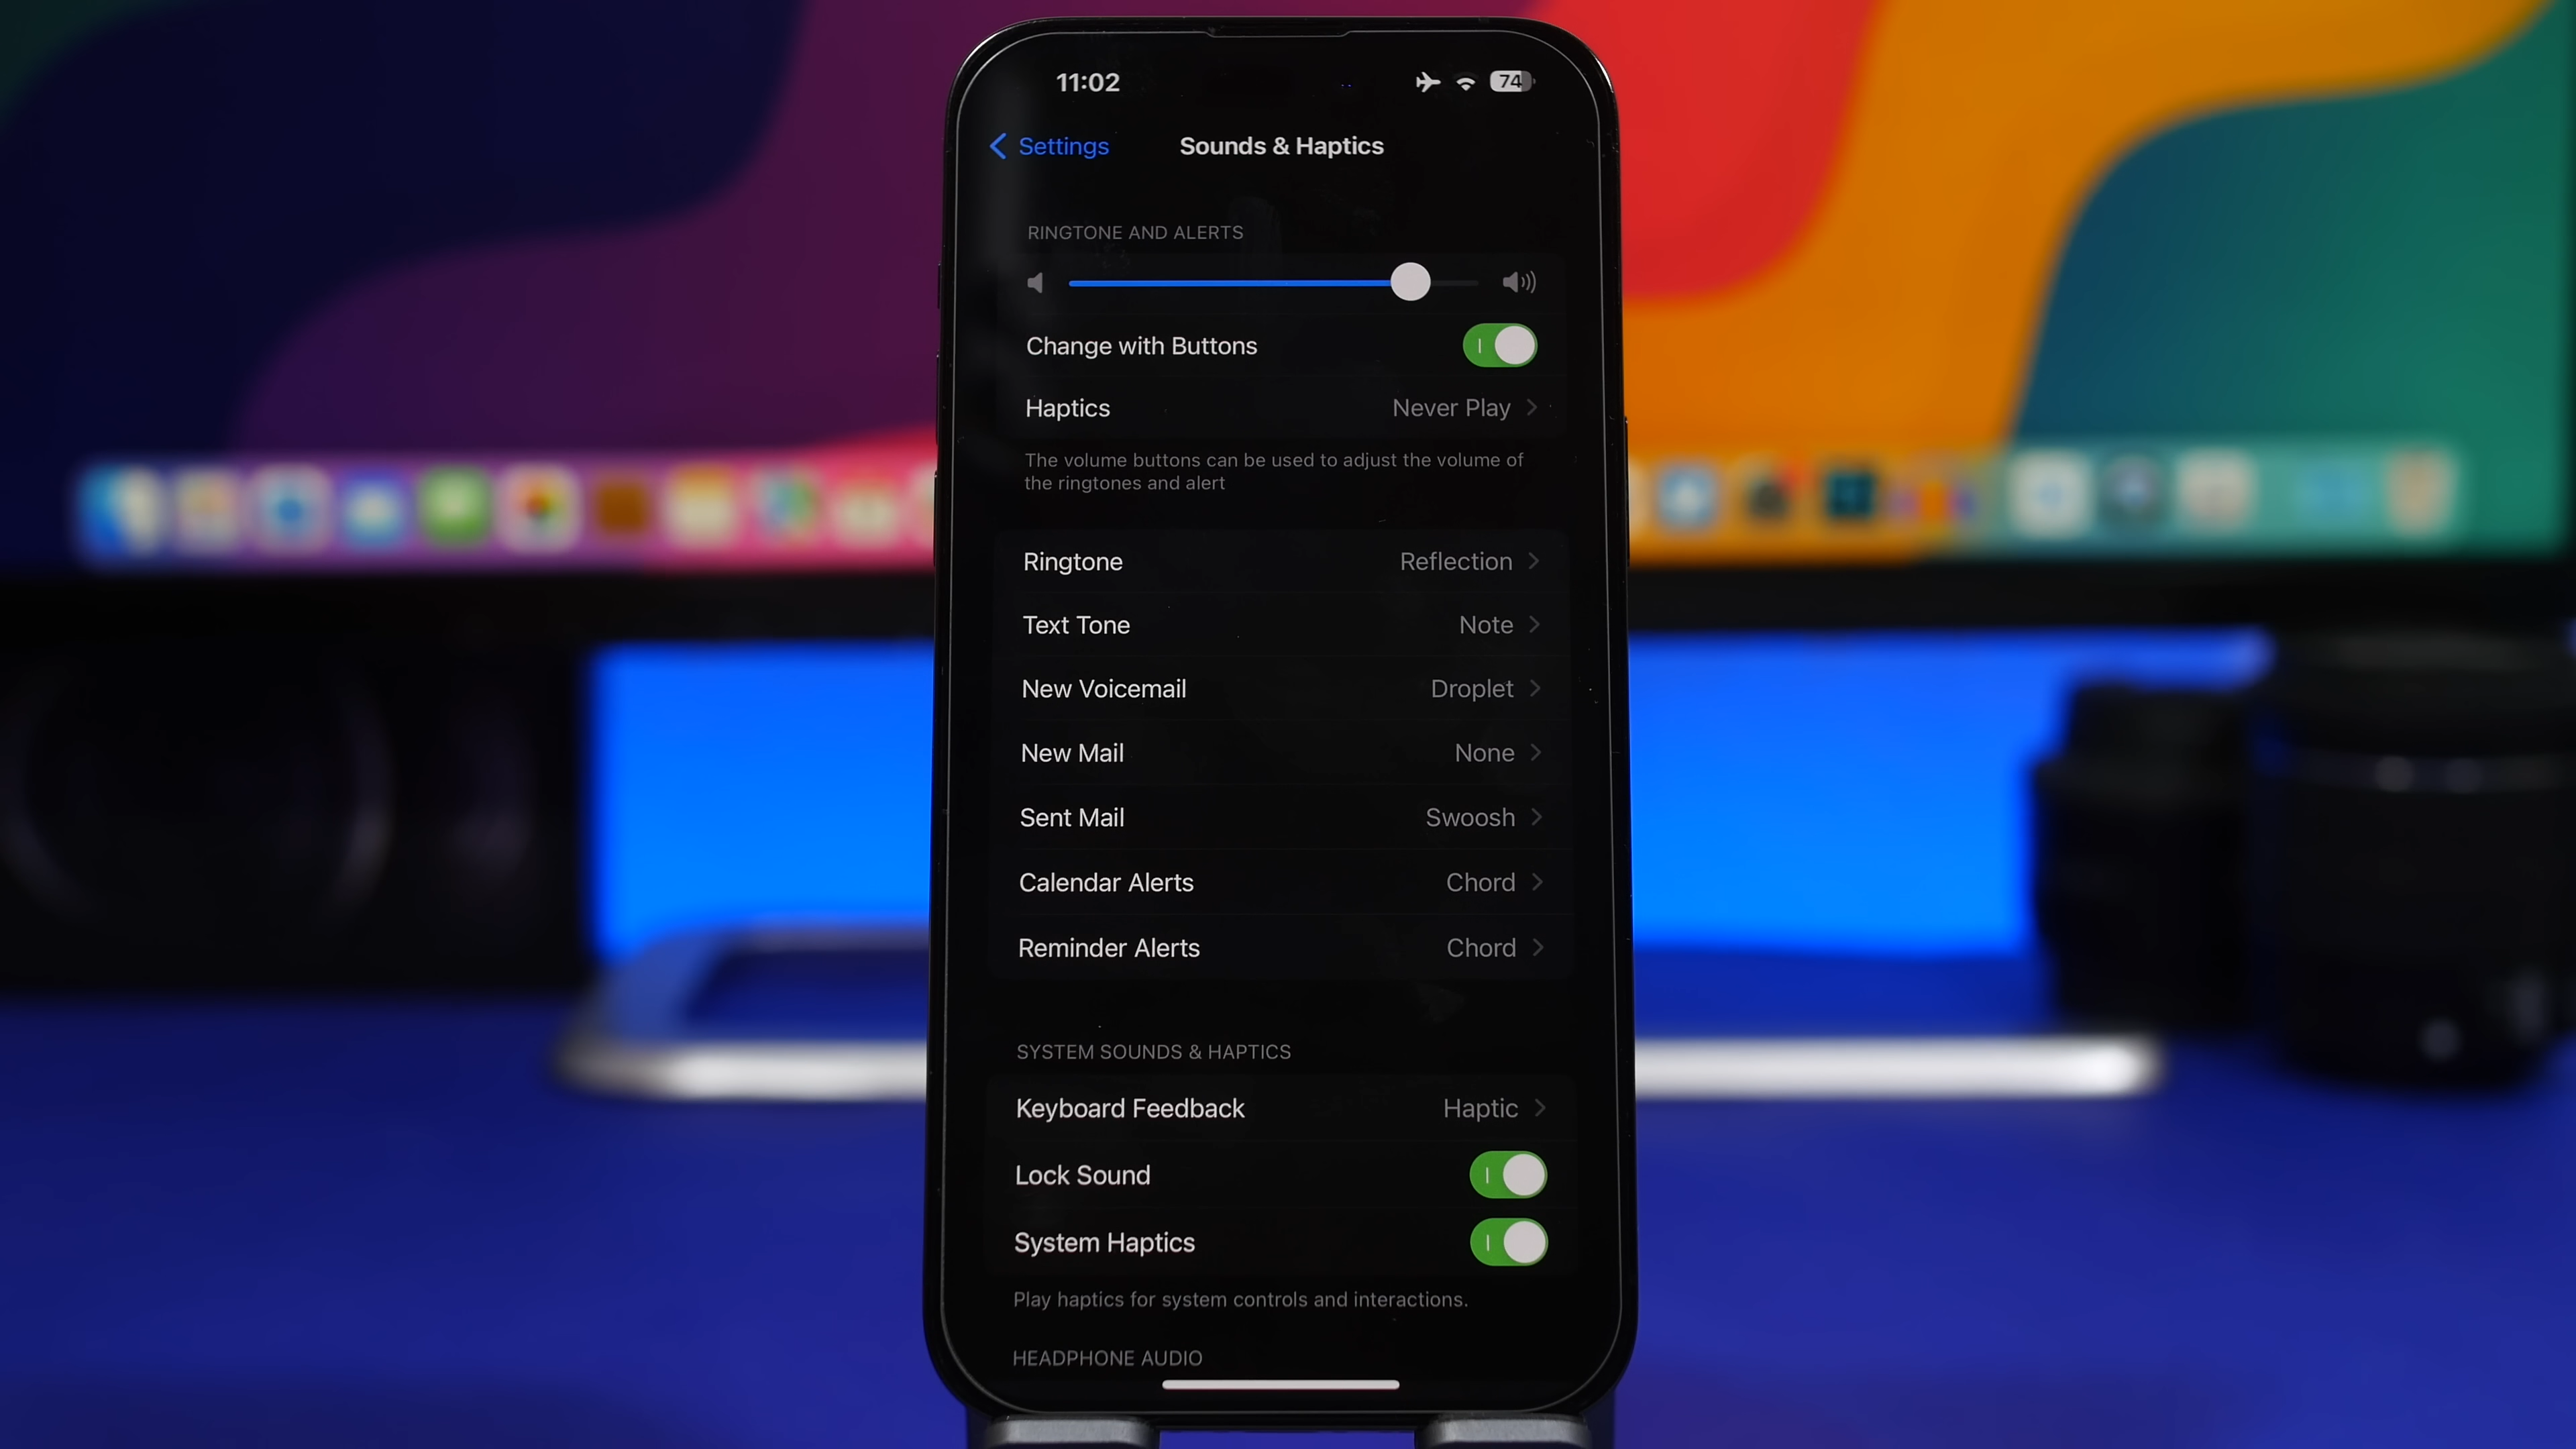 11:02
74
Settings
Sounds & Haptics
RINGTONE AND ALERTS
Change with Buttons
Haptics Never Play
The volume buttons can be used to adjust the volume of
the ringtones and alert
Ringtone Reflection
Text Tone Note
New Voicemail Droplet
New Mail None
Sent Mail Swoosh
Calendar Alerts Chord
Reminder Alerts Chord
SYSTEM SOUNDS & HAPTICS
Keyboard Feedback Haptic
Lock Sound
System Haptics
Play haptics for system controls and interactions.
HEADPHONE AUDIO